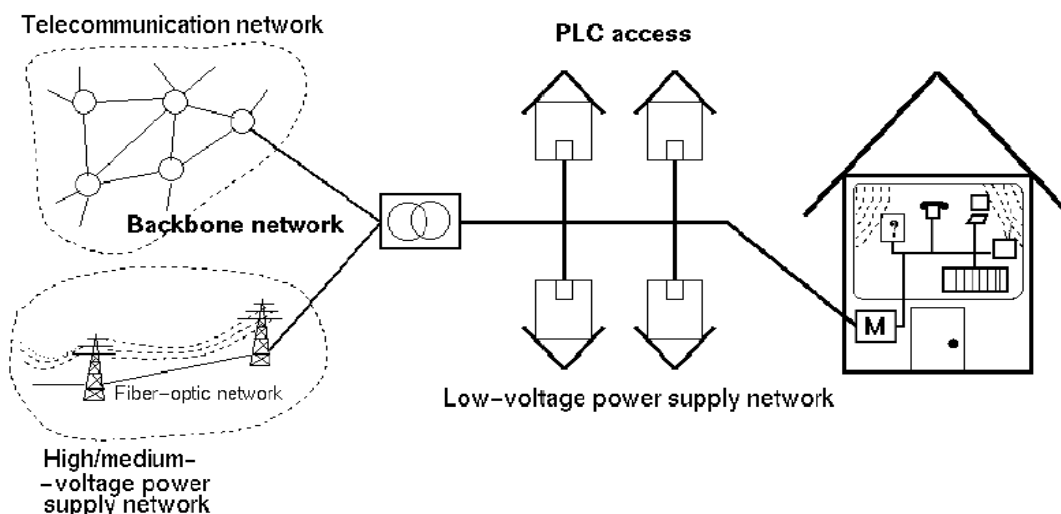 Telecommunication network
PLC access
Backbone network
?
M
Fiber-optic network
Low-voltage power supply network
High/medium-
-voltage power
supply network